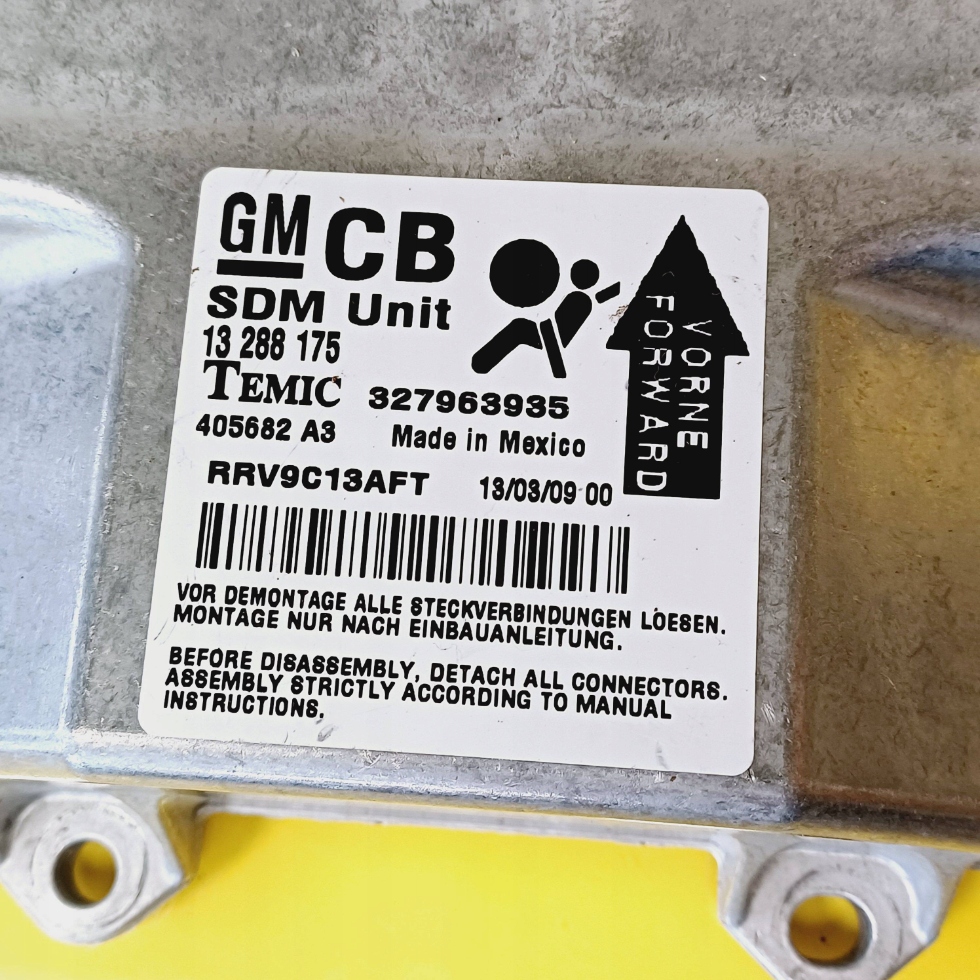 GM CB
SDM Unit
13 288 175
TEMIC 327963935
405682 A3 Made in Mexico
RRV9C13AFT 13/03/09 00
VORNE
FORWARD
VOR DEMONTAGE ALLE STECKVERBINDUNGEN LOESEN.
MONTAGE NUR NACH EINBAUANLEITUNG.
BEFORE DISASSEMBLY, DETACH ALL CONNECTORS.
ASSEMBLY STRICTLY ACCORDING TO MANUAL
INSTRUCTIONS.